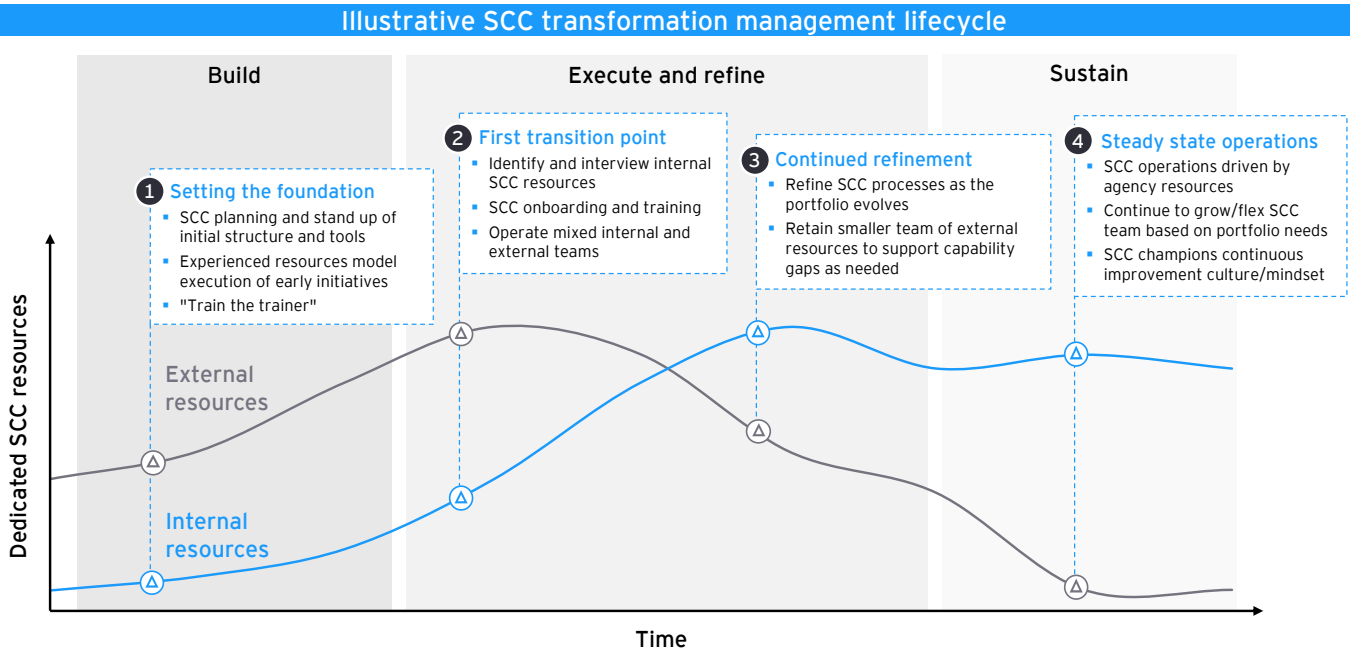 Illustrative SCC transformation management lifecycle
Build
Execute and refine
Sustain
1 Setting the foundation
▪ SCC planning and stand up of
initial structure and tools
▪ Experienced resources model
execution of early initiatives
▪ "Train the trainer"
2 First transition point
▪ Identify and interview internal
SCC resources
▪ SCC onboarding and training
▪ Operate mixed internal and
external teams
3 Continued refinement
▪ Refine SCC processes as the
portfolio evolves
▪ Retain smaller team of external
resources to support capability
gaps as needed
4 Steady state operations
▪ SCC operations driven by
agency resources
▪ Continue to grow/flex SCC
team based on portfolio needs
▪ SCC champions continuous
improvement culture/mindset
External
resources
Internal
resources
Dedicated SCC resources
Time